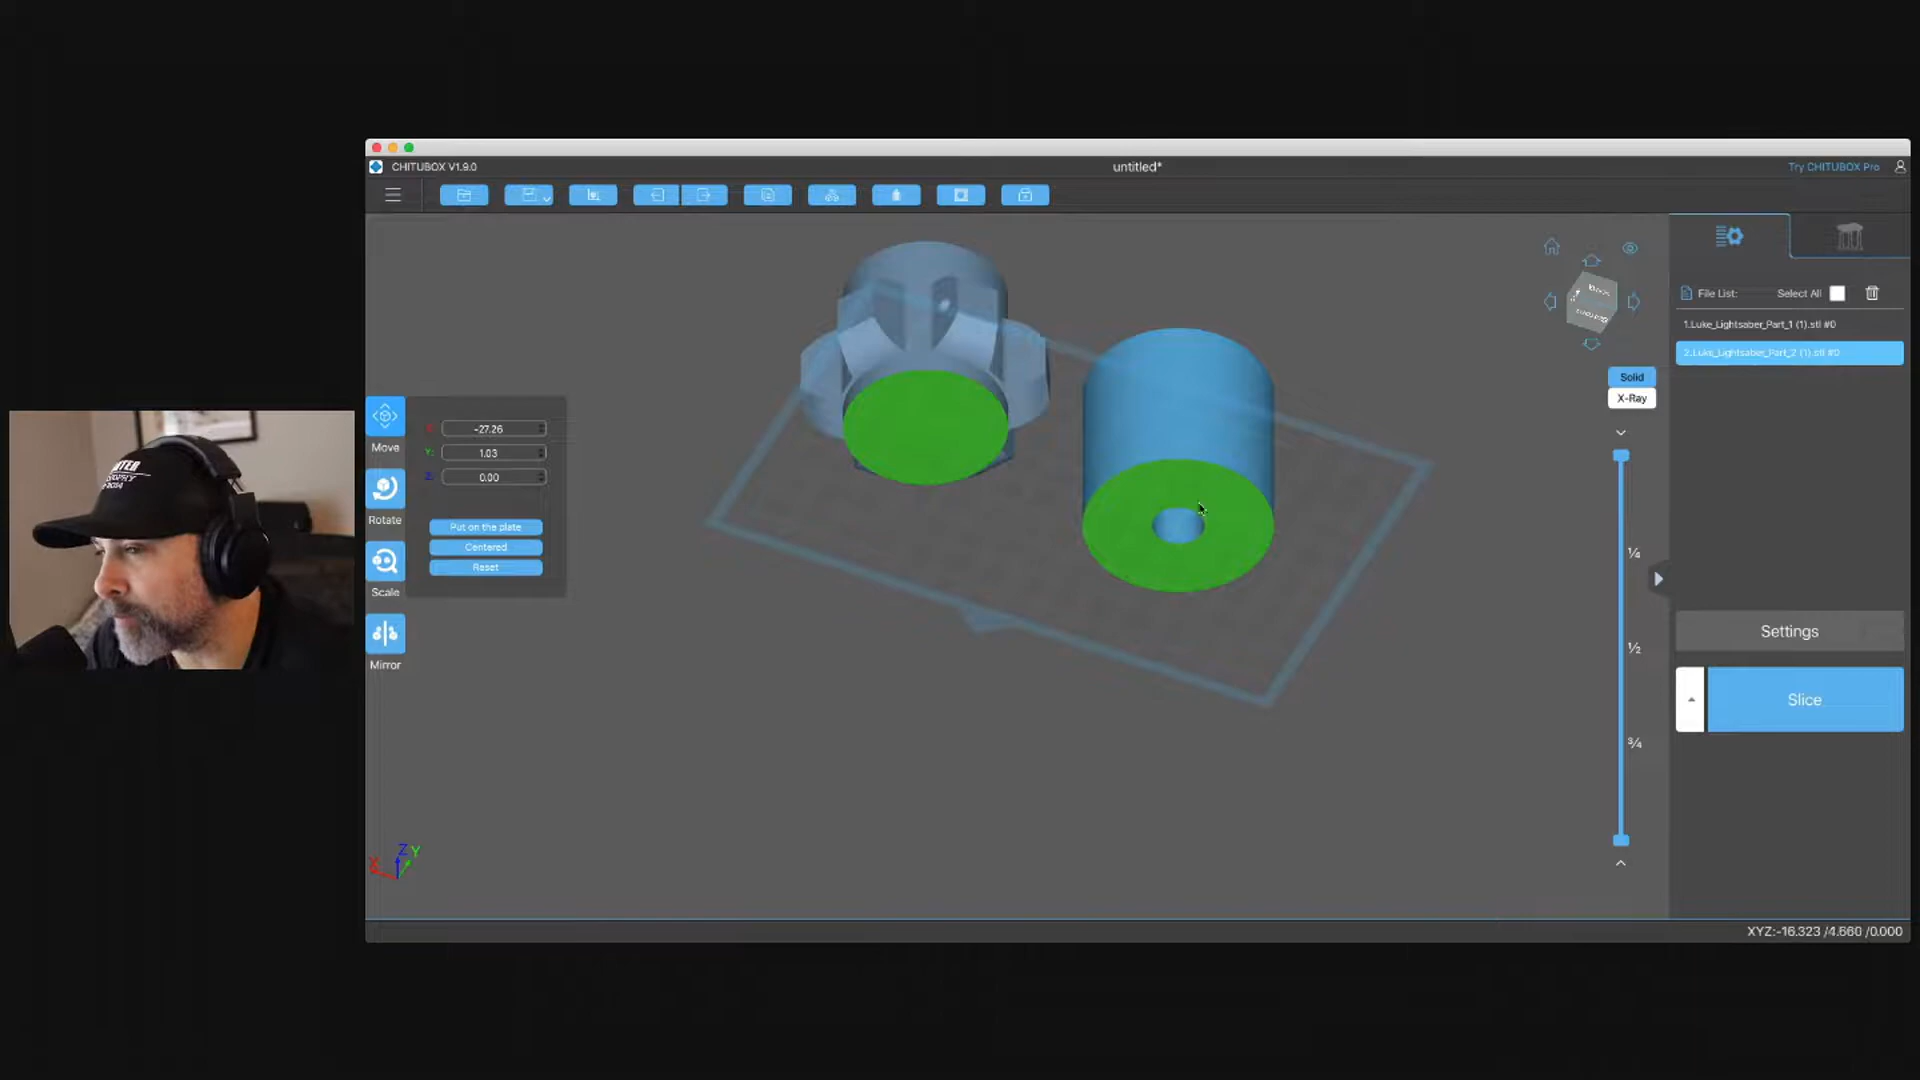 CHITUBOX V1.9.0
untitled*
Try CHITUBOX Pro
File List:
Select All
1.Luke_Lightsaber_Part_1 (1).stl #0
2.Luke_Lightsaber_Part_2 (1).stl #0
Solid
X-Ray
Move
X:
-27.26
Y:
1.03
Z:
0.00
Rotate
Put on the plate
Centered
Reset
Scale
Mirror
1/4
1/2
3/4
Settings
Slice
X
Z
Y
XYZ:-16.323 /4.660 /0.000